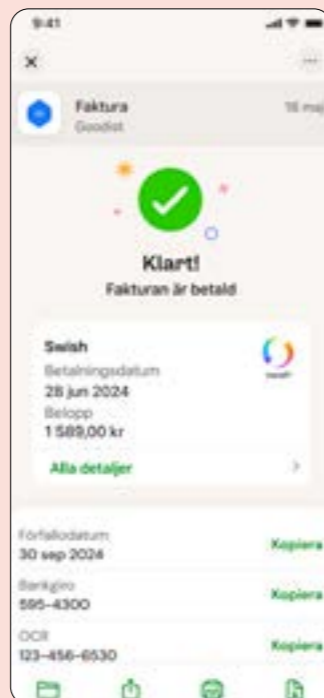 9:41
Faktura
16 maj
Klart!
Fakturan är betald
Swish
Betalningsdatum
28 jun 2024
Belopp
1 589,00 kr
Alla detaljer
Förfallodatum
30 sep 2024
Kopiera
Bankgiro
595-4300
Kopiera
OCR
123-456-6530
Kopiera